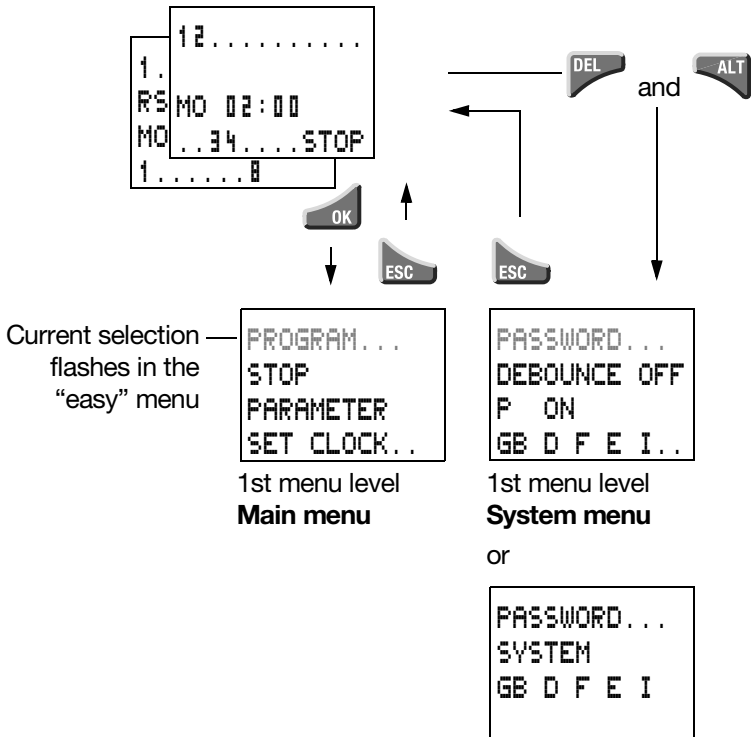 12..........
1.
RS
MO 02:00
MO
..34....STOP
1......8
DEL
and
ALT
OK
ESC
ESC
Current selection
flashes in the
“easy” menu
PROGRAM...
STOP
PARAMETER
SET CLOCK..
1st menu level
Main menu
PASSWORD...
DEBOUNCE OFF
P ON
GB D F E I..
1st menu level
System menu
or
PASSWORD...
SYSTEM
GB D F E I